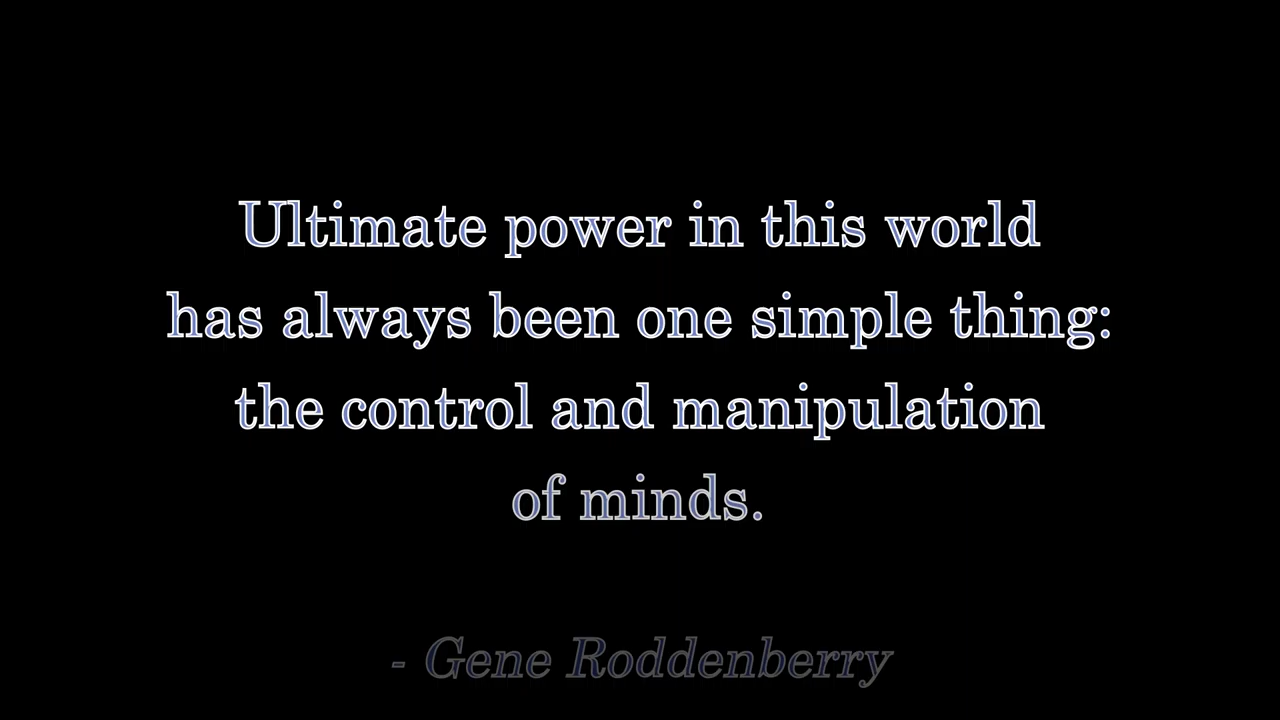 Ultimate power in this world
has always been one simple thing:
the control and manipulation
of minds.
- Gene Roddenberry